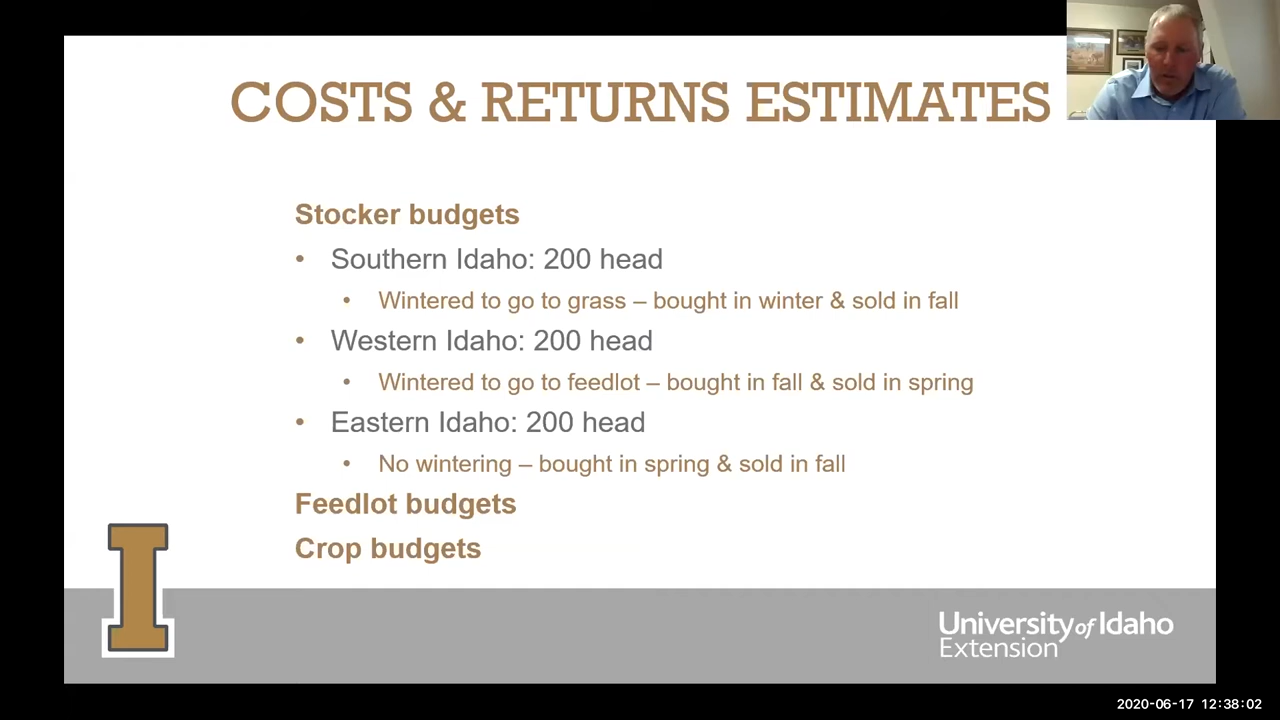 COSTS & RETURNS ESTIMATES
Stocker budgets
• Southern Idaho: 200 head
• Wintered to go to grass – bought in winter & sold in fall
• Western Idaho: 200 head
• Wintered to go to feedlot – bought in fall & sold in spring
• Eastern Idaho: 200 head
• No wintering – bought in spring & sold in fall
Feedlot budgets
Crop budgets
I
University of Idaho
Extension
2020-06-17 12:38:02